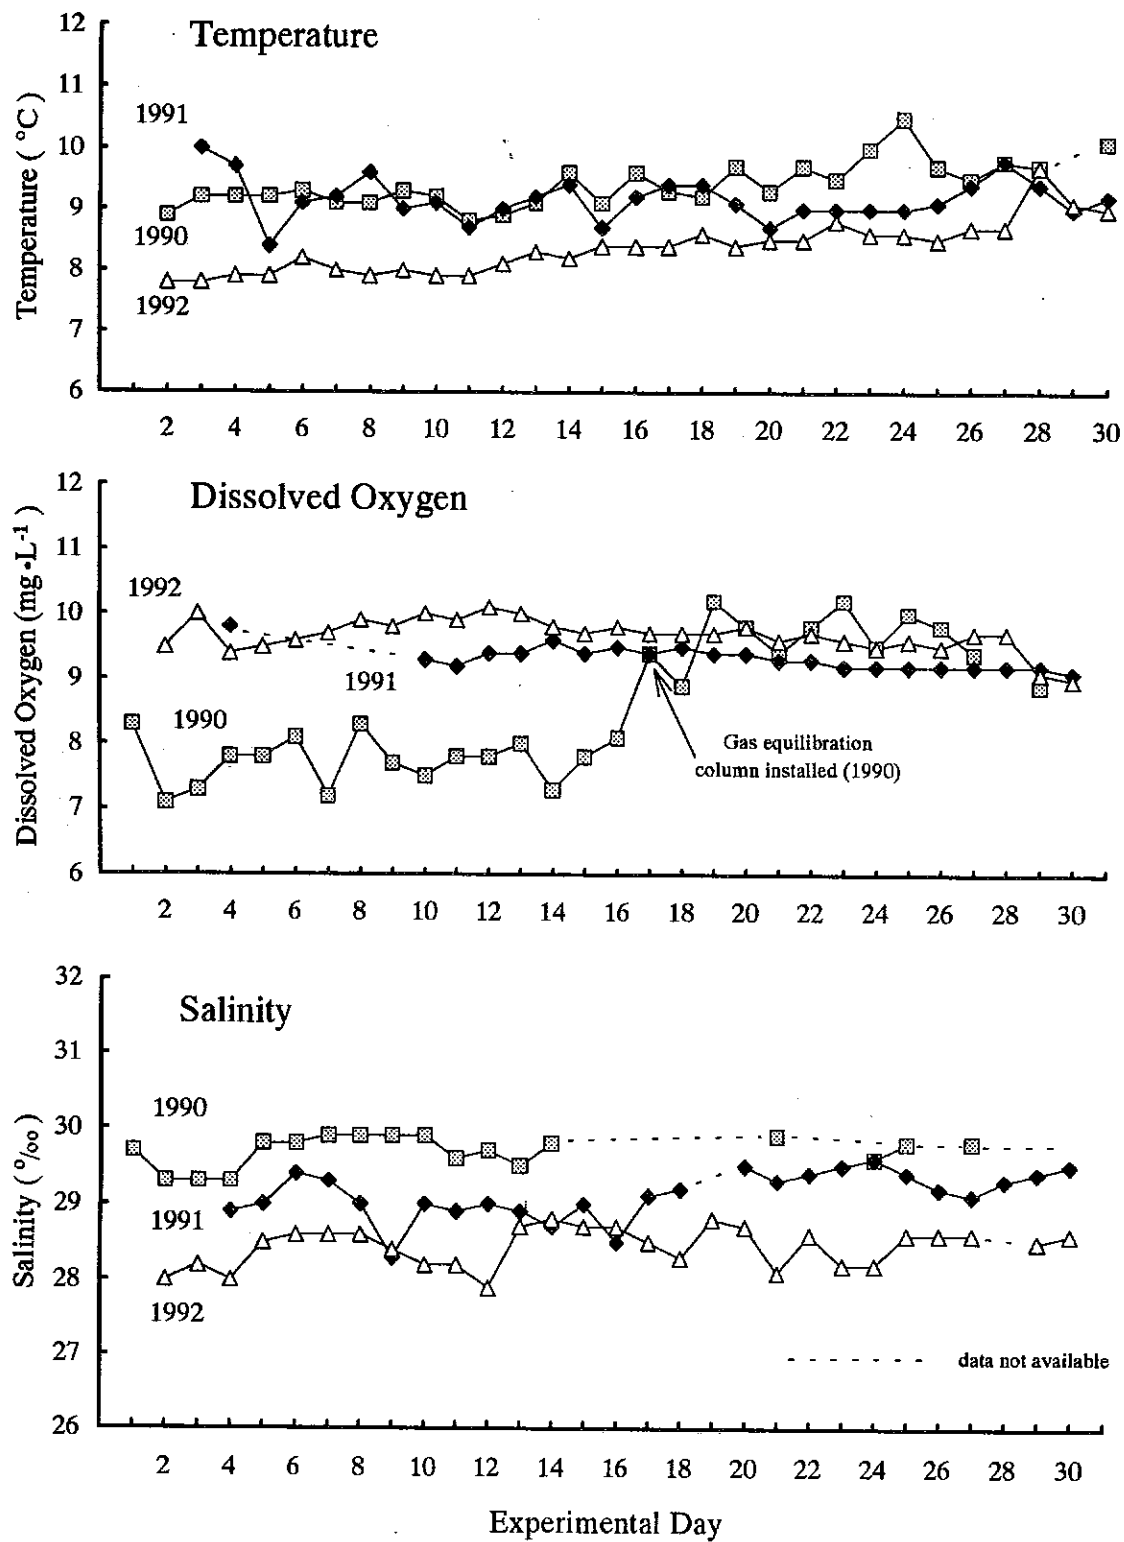 Temperature
12
11
10
9
8
7
6
Temperature ( °C )
1991
1990
1992
2 4 6 8 10 12 14 16 18 20 22 24 26 28 30
Dissolved Oxygen
12
11
10
9
8
7
6
Dissolved Oxygen (mg •L-1 )
1992
1991
1990
Gas equilibration
column installed (1990)
2 4 6 8 10 12 14 16 18 20 22 24 26 28 30
Salinity
32
31
30
29
28
27
26
Salinity ( o/oo )
1990
1991
1992
data not available
2 4 6 8 10 12 14 16 18 20 22 24 26 28 30
Experimental Day